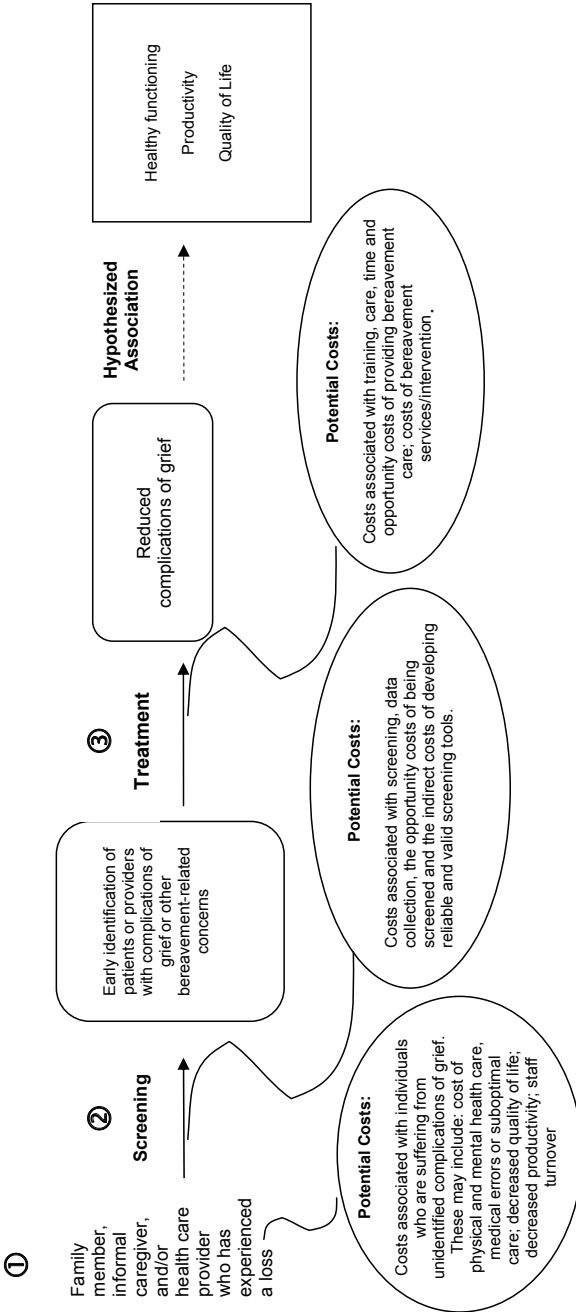 ①
Family
member,
informal
caregiver,
and/or
health care
provider
who has
experienced
a loss
②
Screening
Early identification of
patients or providers
with complications of
grief or other
bereavement-related
concerns
③
Treatment
Reduced
complications of grief
Hypothesized
Association
Healthy functioning
Productivity
Quality of Life
Potential Costs:
Costs associated with individuals
who are suffering from
unidentified complications of grief.
These may include: cost of
physical and mental health care,
medical errors or suboptimal
care; decreased quality of life;
decreased productivity; staff
turnover
Potential Costs:
Costs associated with screening, data
collection, the opportunity costs of being
screened and the indirect costs of developing
reliable and valid screening tools.
Potential Costs:
Costs associated with training, care, time and
opportunity costs of providing bereavement
care; costs of bereavement
services/intervention.